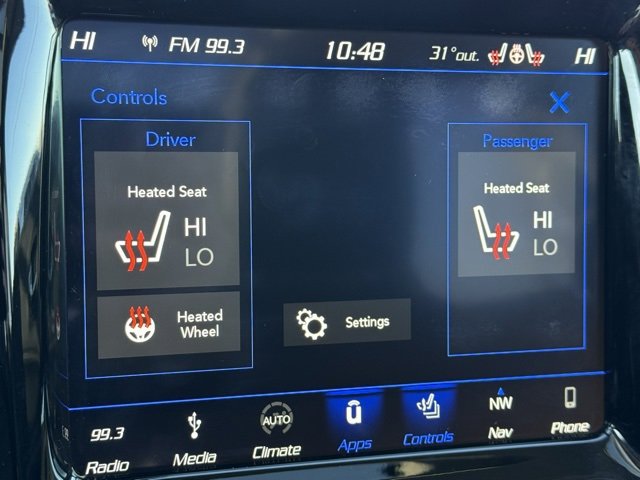 HI FM 99.3 10:48 31°out. HI
Controls X
Driver Passenger
Heated Seat Heated Seat
HI HI
LO LO
Heated
Wheel
Settings
99.3 AUTO NW
Radio Media Climate Apps Controls Nav Phone